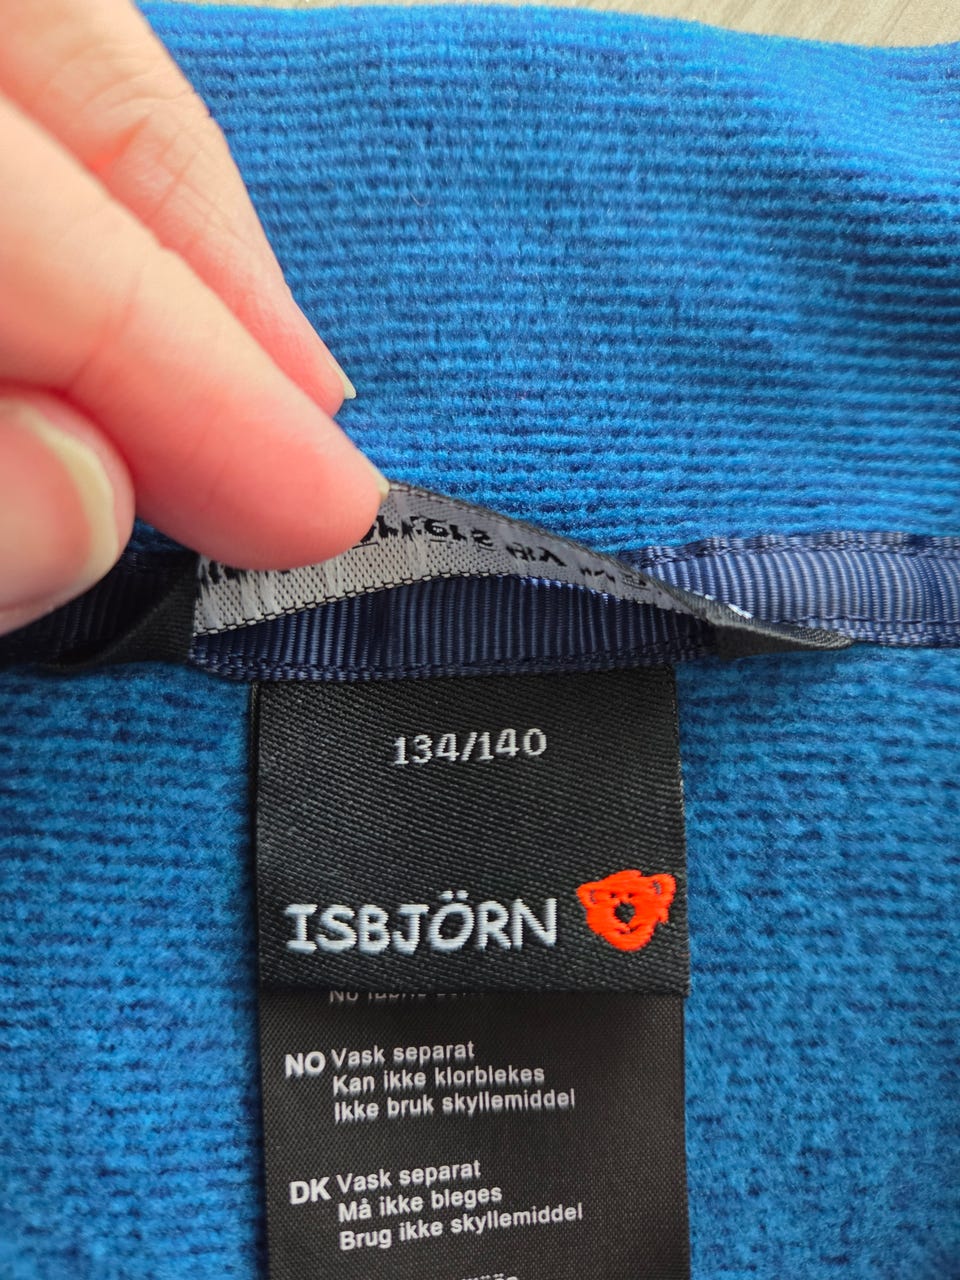 134/140
ISBJÖRN
NO Vask separat
Kan ikke klorblekes
Ikke bruk skyllemiddel
DK Vask separat
Må ikke bleges
Brug ikke skyllemiddel